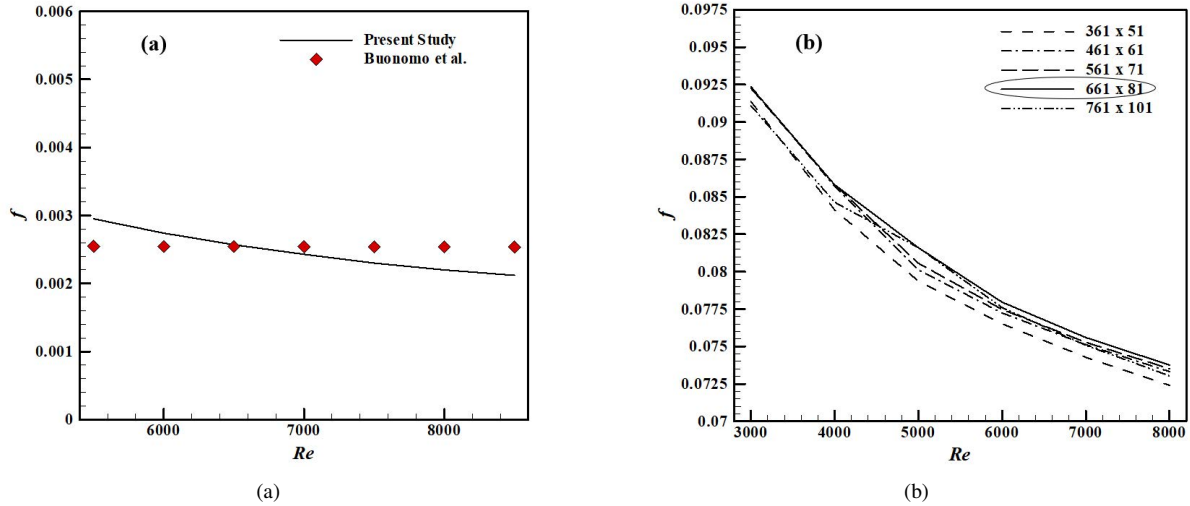 0.006
0.005
0.004
0.003
0.002
0.001
0
f
(a)
Present Study
Buonomo et al.
6000
7000
8000
Re
(a)
0.0975
0.095
0.0925
0.09
0.0875
0.085
0.0825
0.08
0.0775
0.075
0.0725
0.07
f
(b)
361 x 51
461 x 61
561 x 71
661 x 81
761 x 101
3000
4000
5000
6000
7000
8000
Re
(b)